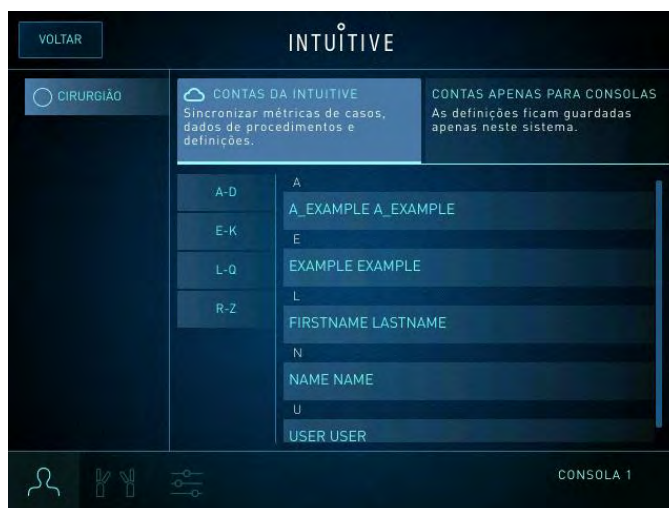 VOLTAR
INTUITIVE
CIRURGIÃO
CONTAS DA INTUITIVE
Sincronizar métricas de casos,
dados de procedimentos e
definições.
CONTAS APENAS PARA CONSOLAS
As definições ficam guardadas
apenas neste sistema.
A-D
E-K
L-Q
R-Z
A
A_EXAMPLE A_EXAMPLE
E
EXAMPLE EXAMPLE
L
FIRSTNAME LASTNAME
N
NAME NAME
U
USER USER
CONSOLA 1